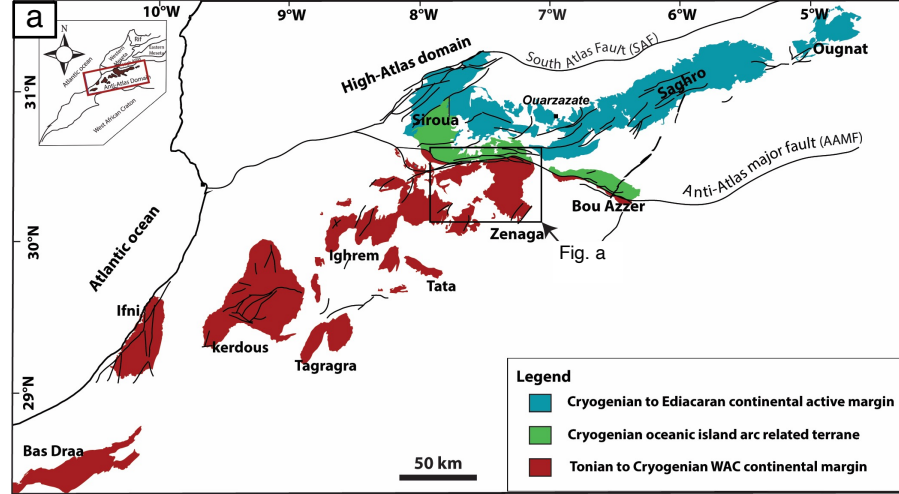 a
10°W
9°W
8°W
7°W
6°W
5°W
31°N
30°N
29°N
N
Rif
Western
Meseta
Eastern
Meseta
Atlantic ocean
Anti-Atlas Domain
West African Craton
High-Atlas domain
South Atlas Fault (SAF)
Ougnat
Saghro
Ouarzazate
Siroua
Anti-Atlas major fault (AAMF)
Bou Azzer
Zenaga
Fig. a
Atlantic ocean
Ighrem
Tata
Ifni
kerdous
Tagragra
Bas Draa
50 km
Legend
Cryogenian to Ediacaran continental active margin
Cryogenian oceanic island arc related terrane
Tonian to Cryogenian WAC continental margin